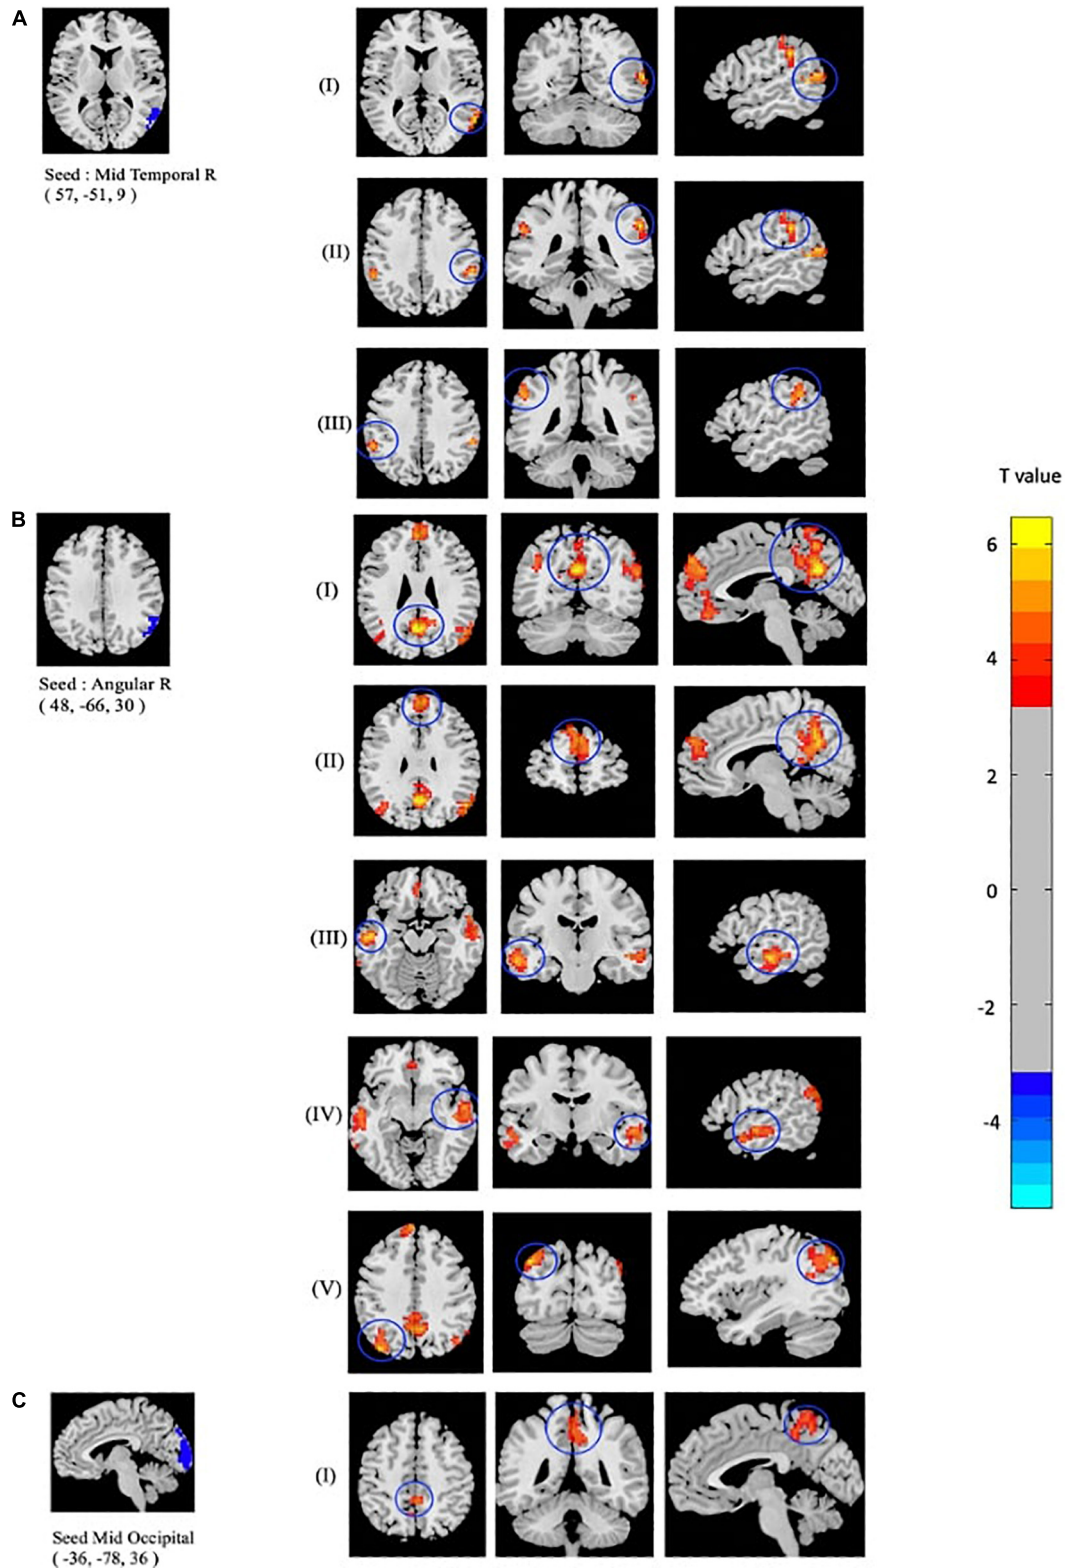 A
Seed : Mid Temporal R
( 57, -51, 9 )
(I)
(II)
(III)
B
Seed : Angular R
( 48, -66, 30 )
(I)
(II)
(III)
(IV)
(V)
C
Seed Mid Occipital
( -36, -78, 36 )
(I)
T value
6
4
2
0
-2
-4